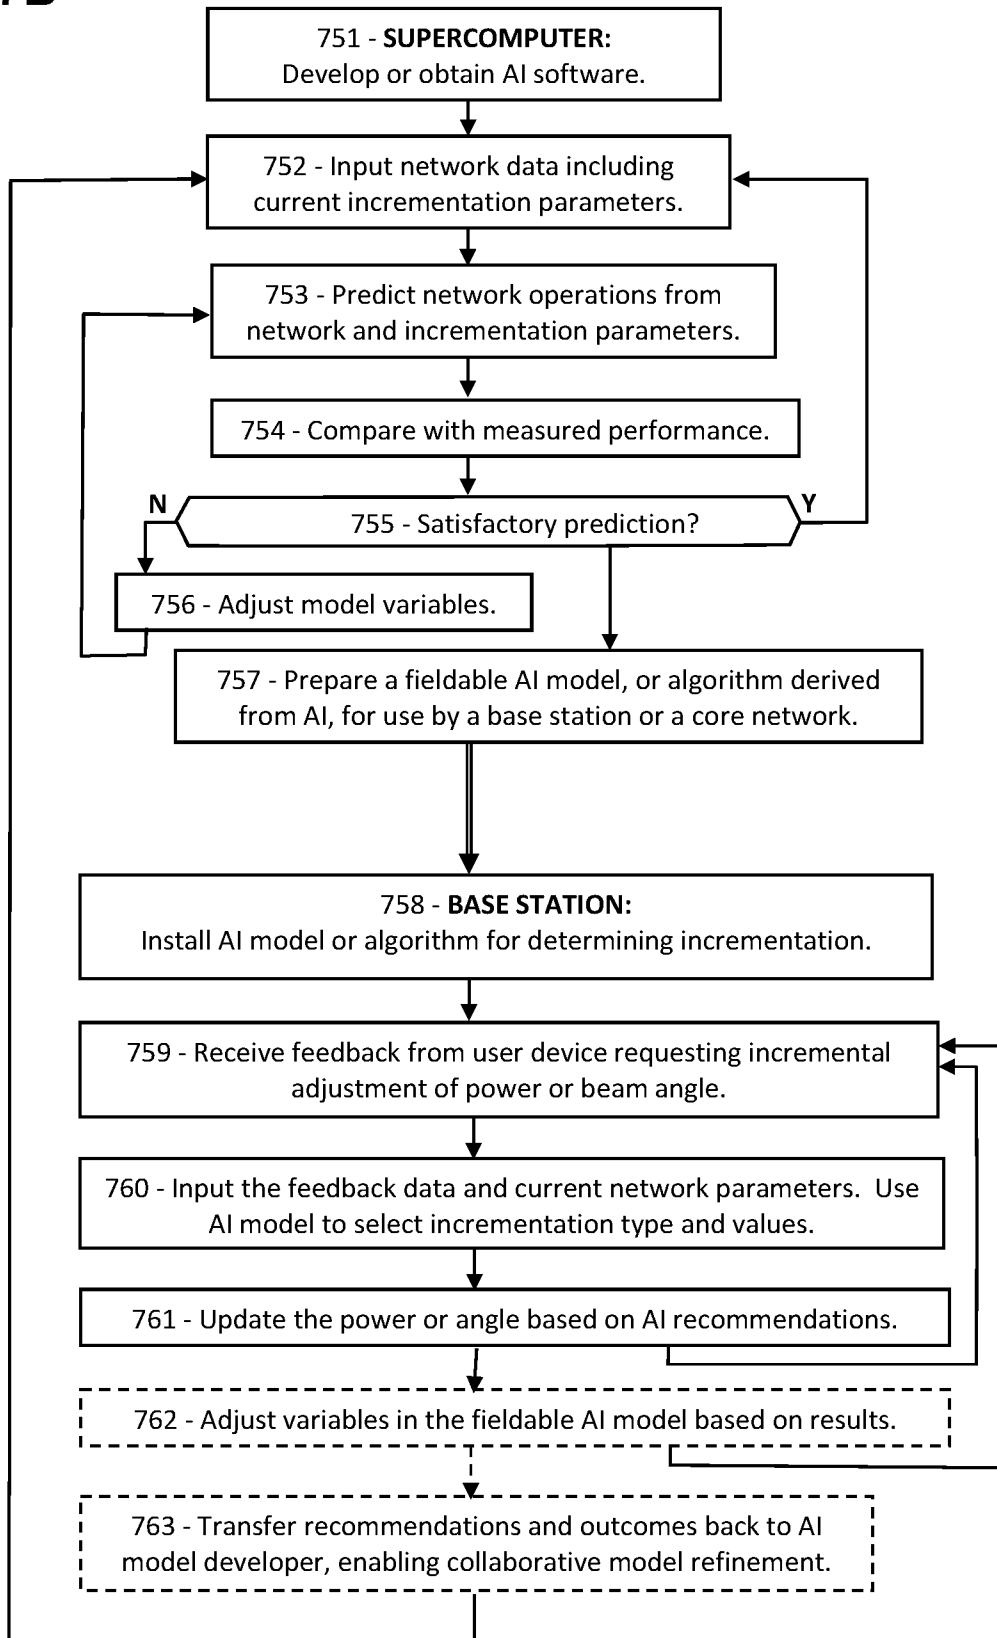 751 - SUPERCOMPUTER:
Develop or obtain AI software.
752 - Input network data including
current incrementation parameters.
753 - Predict network operations from
network and incrementation parameters.
754 - Compare with measured performance.
N
Y
755 - Satisfactory prediction?
756 - Adjust model variables.
757 - Prepare a fieldable AI model, or algorithm derived
from AI, for use by a base station or a core network.
758 - BASE STATION:
Install AI model or algorithm for determining incrementation.
759 - Receive feedback from user device requesting incremental
adjustment of power or beam angle.
760 - Input the feedback data and current network parameters.  Use
AI model to select incrementation type and values.
761 - Update the power or angle based on AI recommendations.
762 - Adjust variables in the fieldable AI model based on results.
763 - Transfer recommendations and outcomes back to AI
model developer, enabling collaborative model refinement.